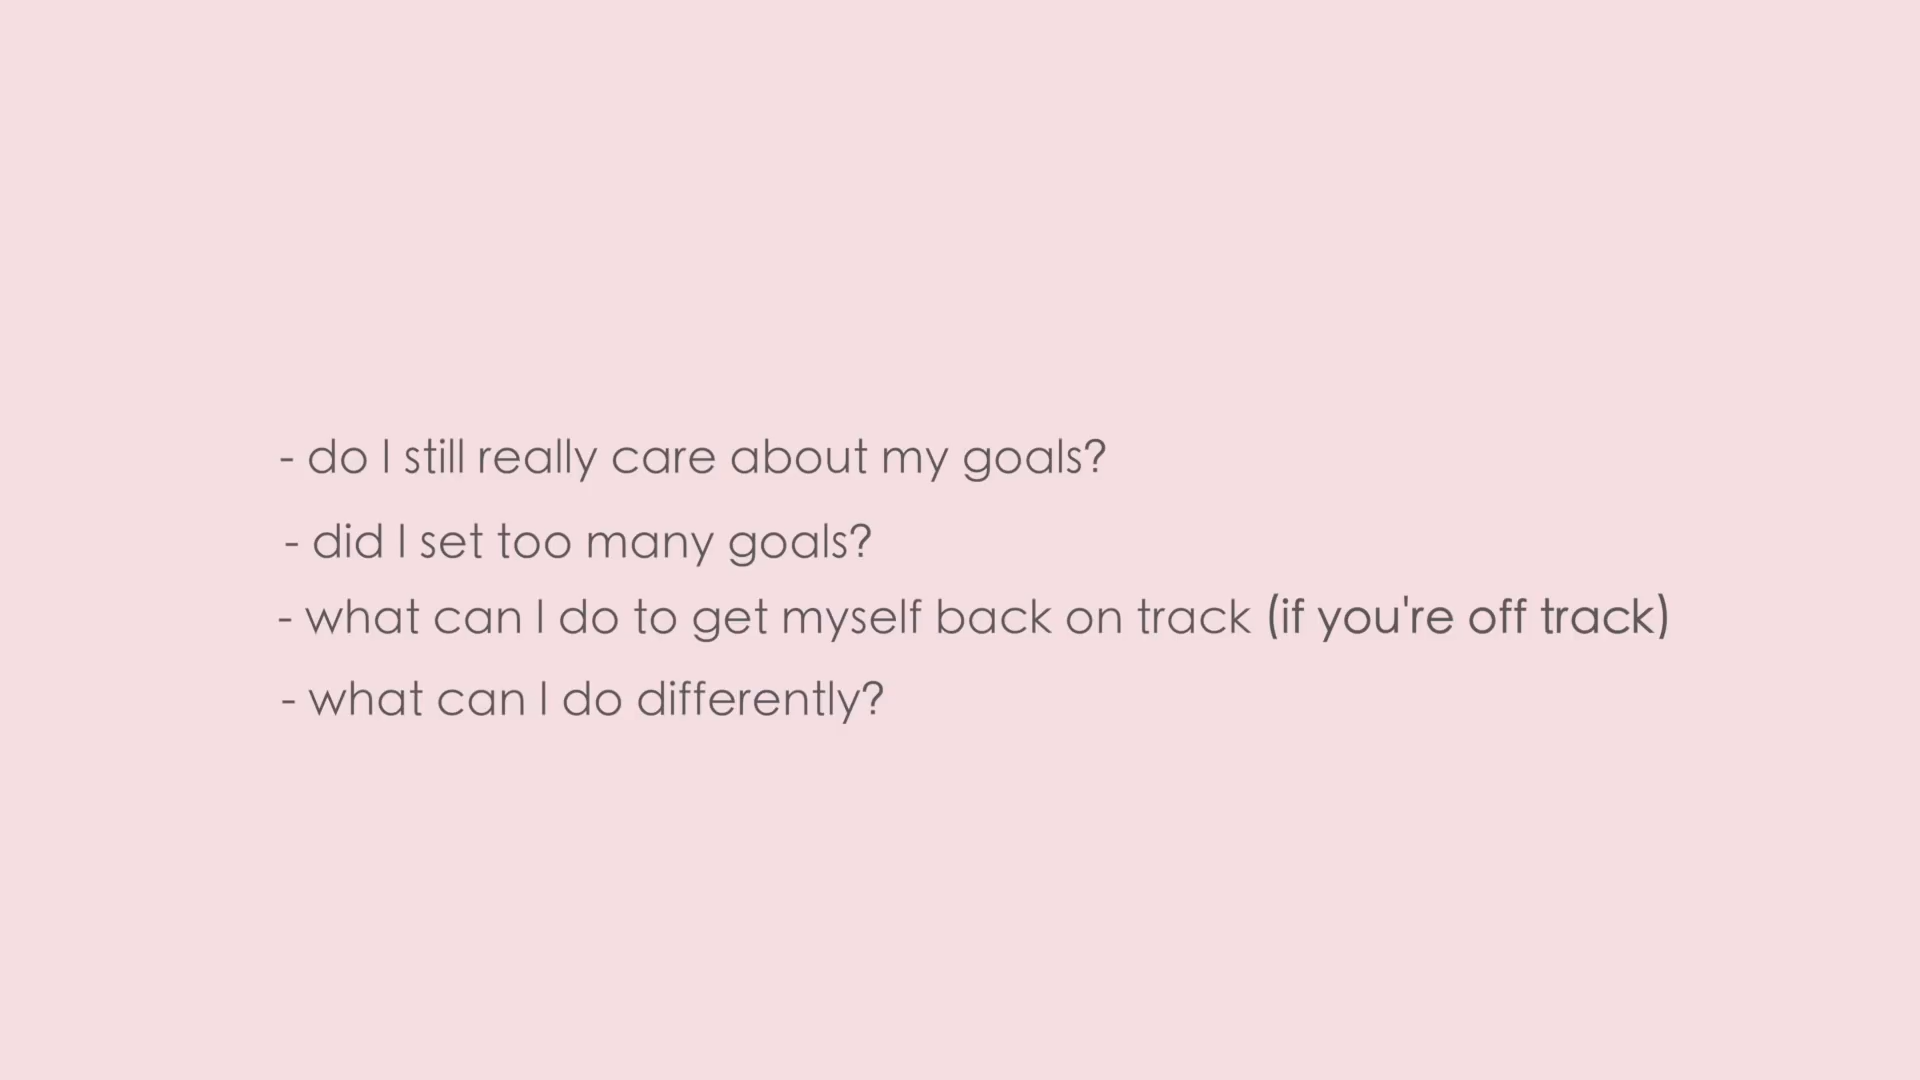 - do I still really care about my goals?
- did I set too many goals?
- what can I do to get myself back on track (if you're off track)
- what can I do differently?